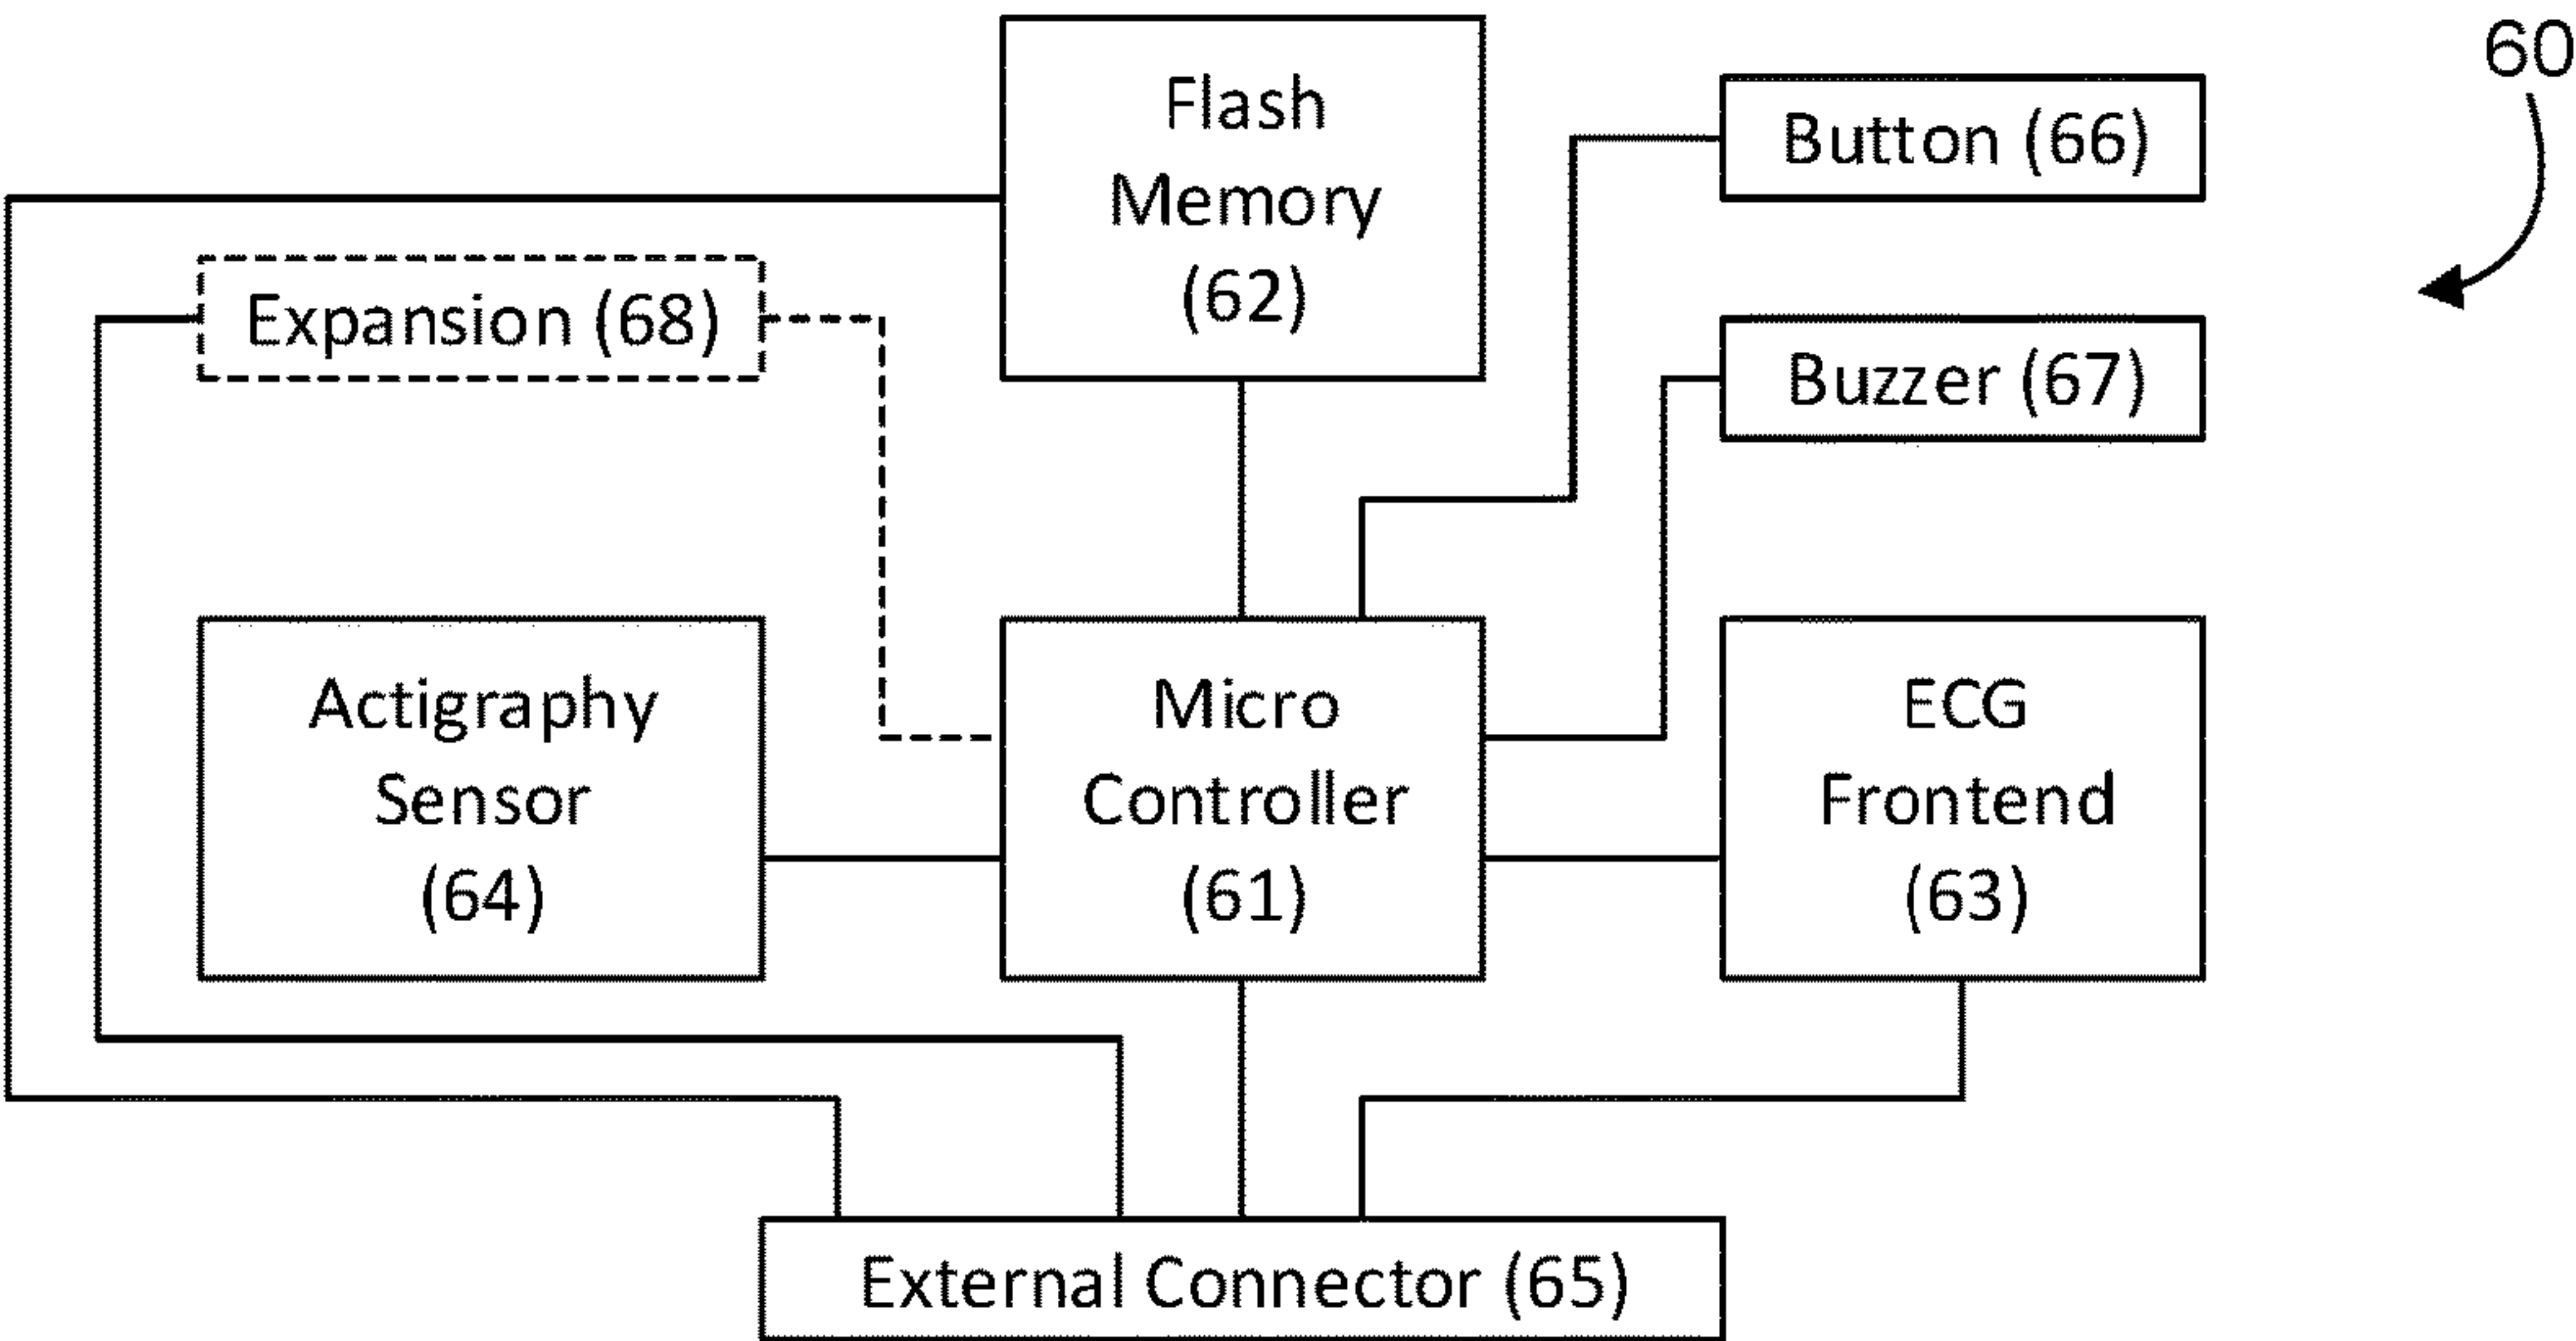 60
Flash
Memory
(62)
Button (66)
Expansion (68)
Buzzer (67)
Actigraphy
Sensor
(64)
Micro
Controller
(61)
ECG
Frontend
(63)
External Connector (65)